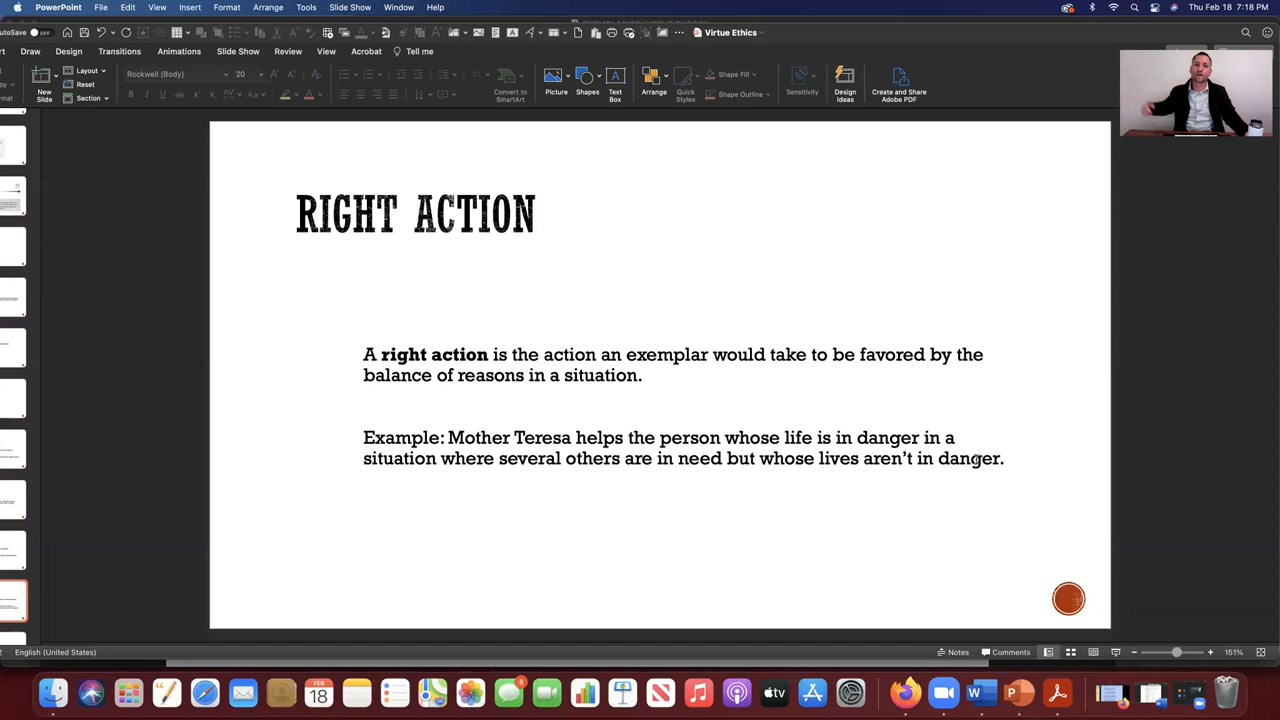 PowerPoint File Edit View Insert Format Arrange Tools Slide Show Window Help Thu Feb 18 7:18 PM
AutoSave OFF Virtue Ethics
Draw Design Transitions Animations Slide Show Review View Acrobat Tell me
New Slide Layout Reset Section Rockwell (Body) 20 Convert to SmartArt Picture Shapes Text Box Arrange Quick Styles Shape Fill Shape Outline Sensitivity Design Ideas Create and Share Adobe PDF
RIGHT ACTION
A right action is the action an exemplar would take to be favored by the
balance of reasons in a situation.
Example: Mother Teresa helps the person whose life is in danger in a
situation where several others are in need but whose lives aren't in danger.
English (United States) Notes Comments 151%
FEB
18
8
tv